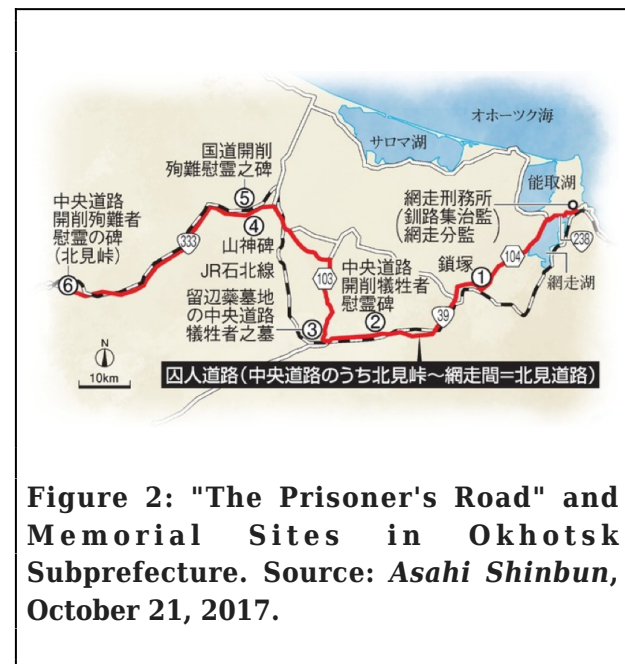 オホーツク海
サロマ湖
能取湖
国道開削
殉難慰霊之碑
⑤
中央道路
開削殉難者
慰霊の碑
(北見峠)
⑥
333
④
山神碑
JR石北線
網走刑務所
(釧路集治監
網走分監)
238
104
鎖塚
①
網走湖
103
中央道路
開削犠牲者
慰霊碑
②
39
留辺蘂墓地
の中央道路
犠牲者之墓
③
N
10km
囚人道路(中央道路のうち北見峠~網走間=北見道路)
Figure 2: "The Prisoner's Road" and
Memorial Sites in Okhotsk
Subprefecture. Source: Asahi Shinbun,
October 21, 2017.